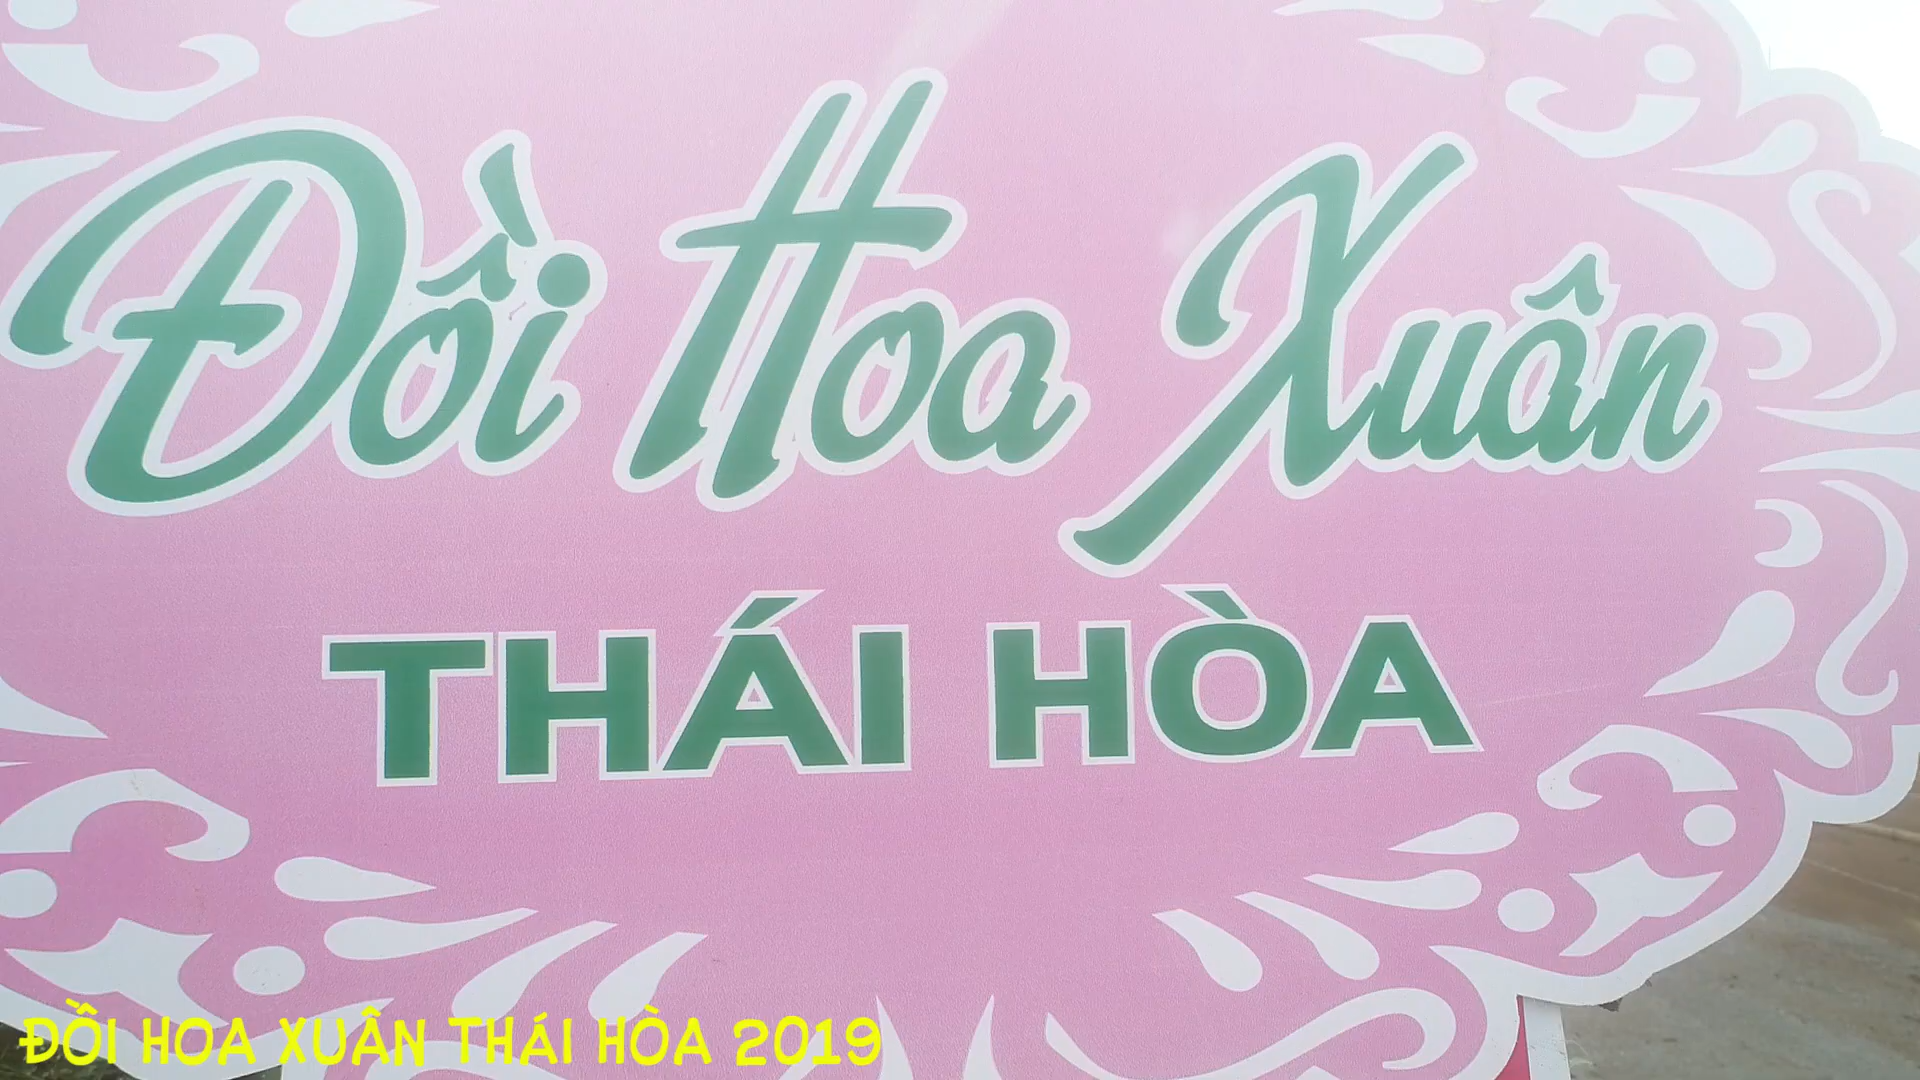 Đồi Hoa Xuân
THÁI HÒA
ĐỒI HOA XUÂN THÁI HÒA 2019